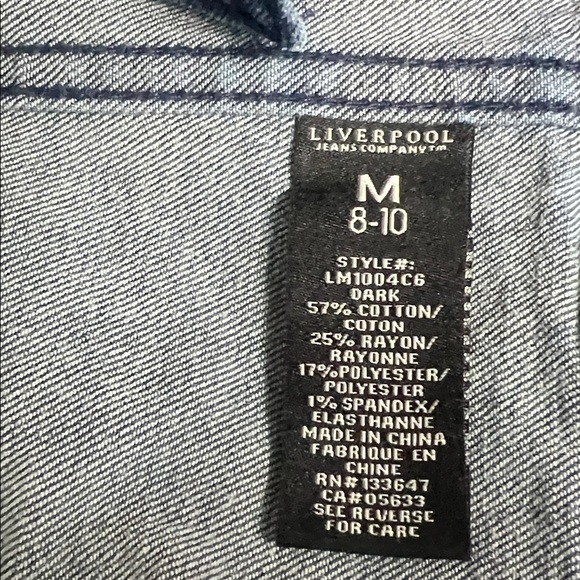 LIVERPOOL
JEANS COMPANY™
M
8-10
STYLE#:
LM1004C6
DARK
57% COTTON/
COTON
25% RAYON/
RAYONNE
17%POLYESTER/
POLYESTER
1% SPANDEX/
ELASTHANNE
MADE IN CHINA
FABRIQUE EN
CHINE
RN#133647
CA#05633
SEE REVERSE
FOR CARE